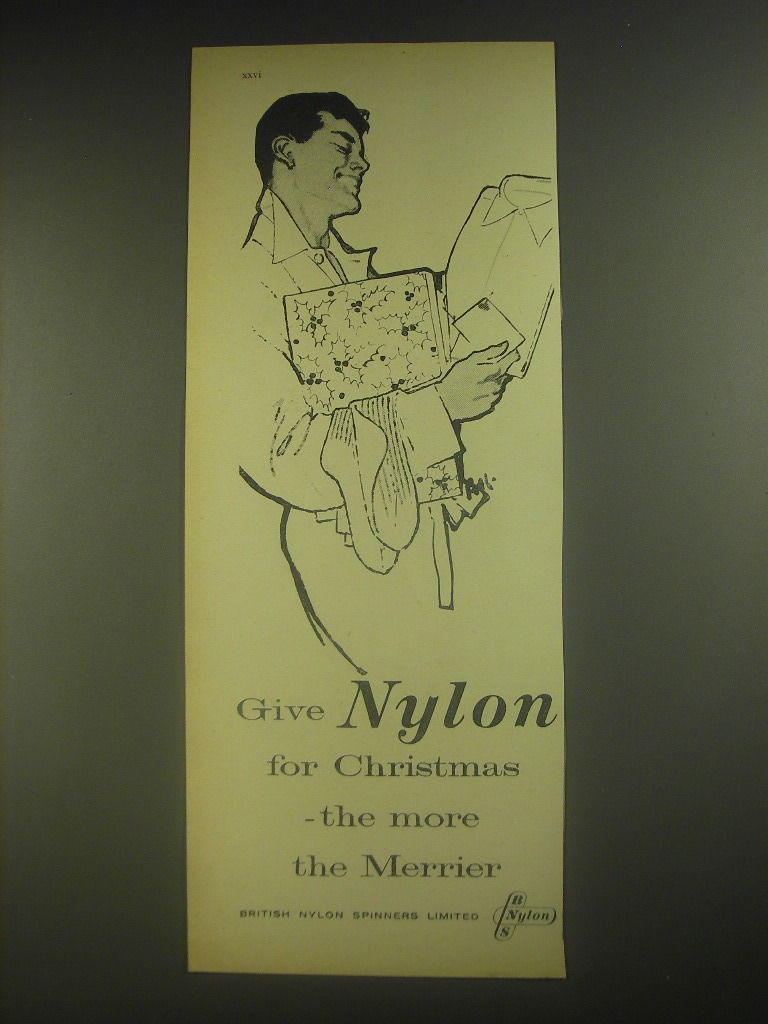 xxvi
Give Nylon
for Christmas
-the more
the Merrier
BRITISH NYLON SPINNERS LIMITED
B
Nylon
S